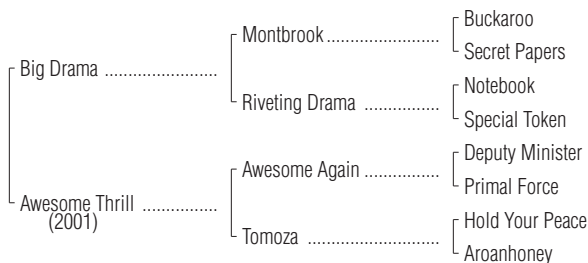 Buckaroo
Montbrook ......................
Secret Papers
Big Drama ......................
Notebook
Riveting Drama ...............
Special Token
Deputy Minister
Awesome Again ...............
Primal Force
Awesome Thrill ...............
(2001)
Hold Your Peace
Tomoza ..........................
Aroanhoney